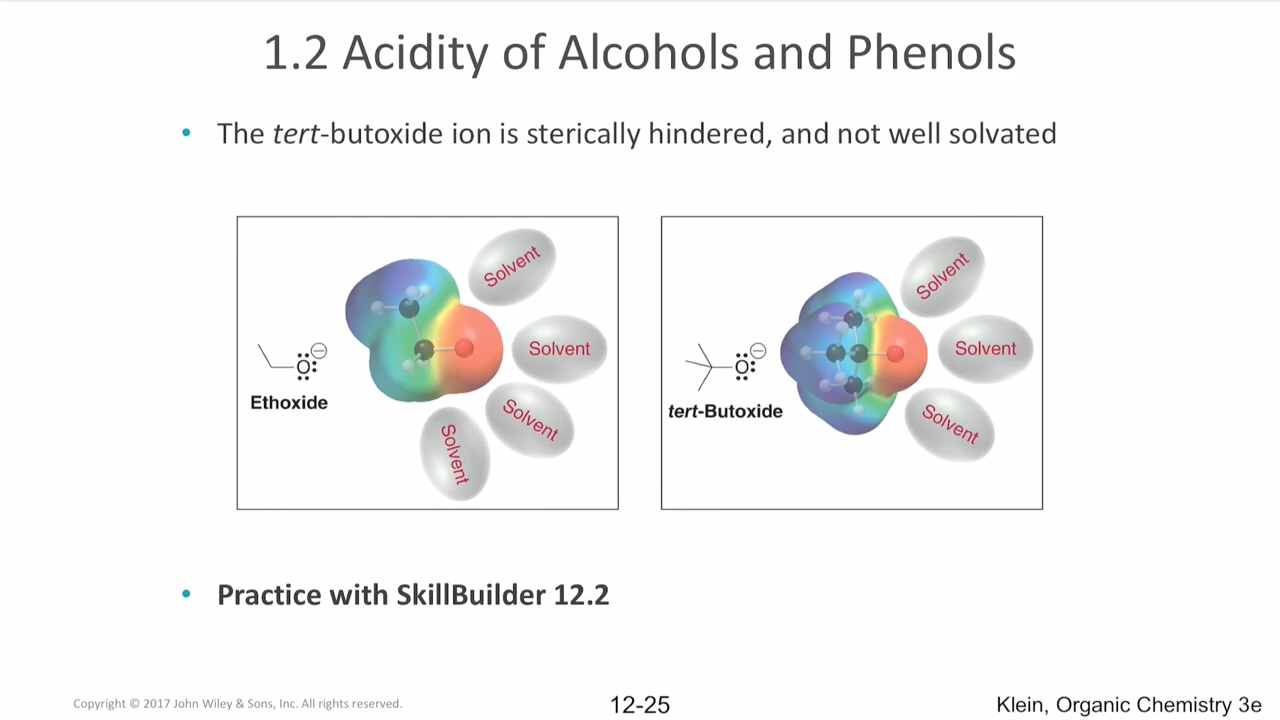 1.2 Acidity of Alcohols and Phenols
• The tert-butoxide ion is sterically hindered, and not well solvated
Solvent
Solvent
Solvent
Solvent
O
Ethoxide
Solvent
Solvent
Solvent
O
tert-Butoxide
• Practice with SkillBuilder 12.2
Copyright © 2017 John Wiley & Sons, Inc. All rights reserved.
12-25
Klein, Organic Chemistry 3e